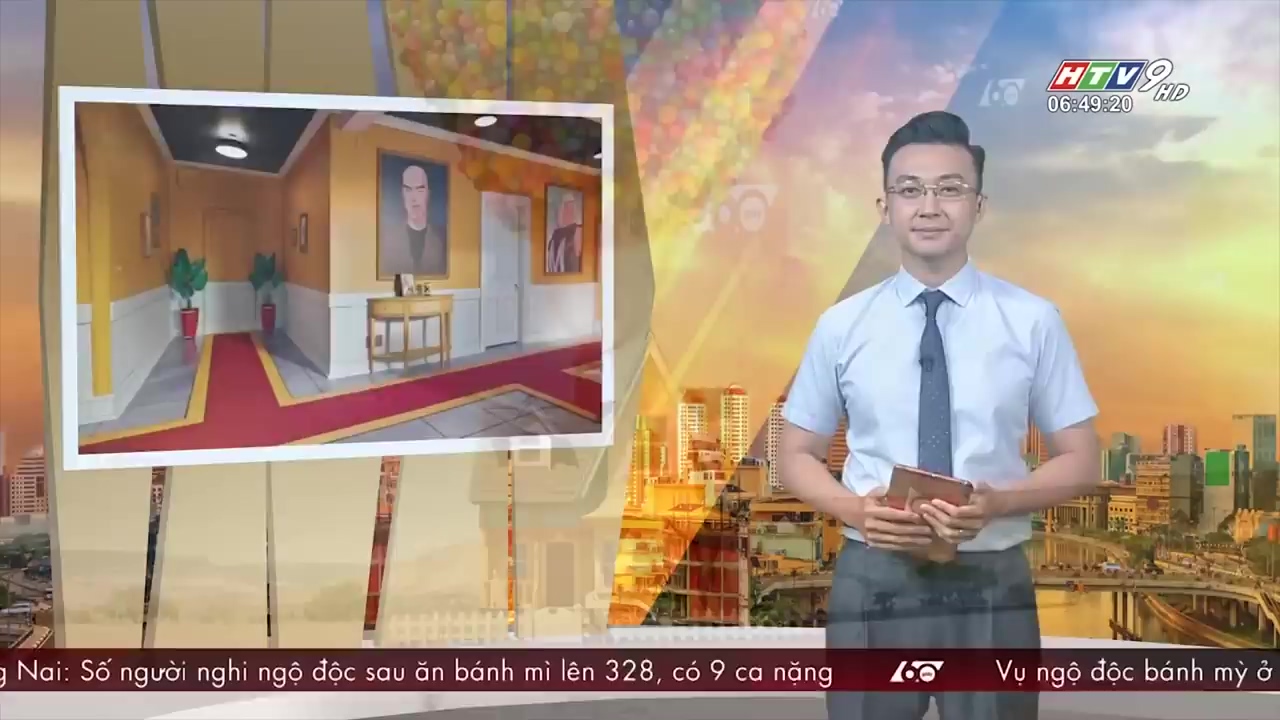 HTV9 HD
06:49:20
g Nai: Số người nghi ngộ độc sau ăn bánh mì lên 328, có 9 ca nặng
60 Vụ ngộ độc bánh mỳ ở